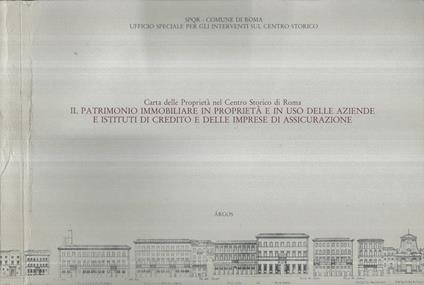 SPQR - COMUNE DI ROMA
UFFICIO SPECIALE PER GLI INTERVENTI SUL CENTRO STORICO
Carta delle Proprietà nel Centro Storico di Roma
IL PATRIMONIO IMMOBILIARE IN PROPRIETÀ E IN USO DELLE AZIENDE
E ISTITUTI DI CREDITO E DELLE IMPRESE DI ASSICURAZIONE
ÀRGOS